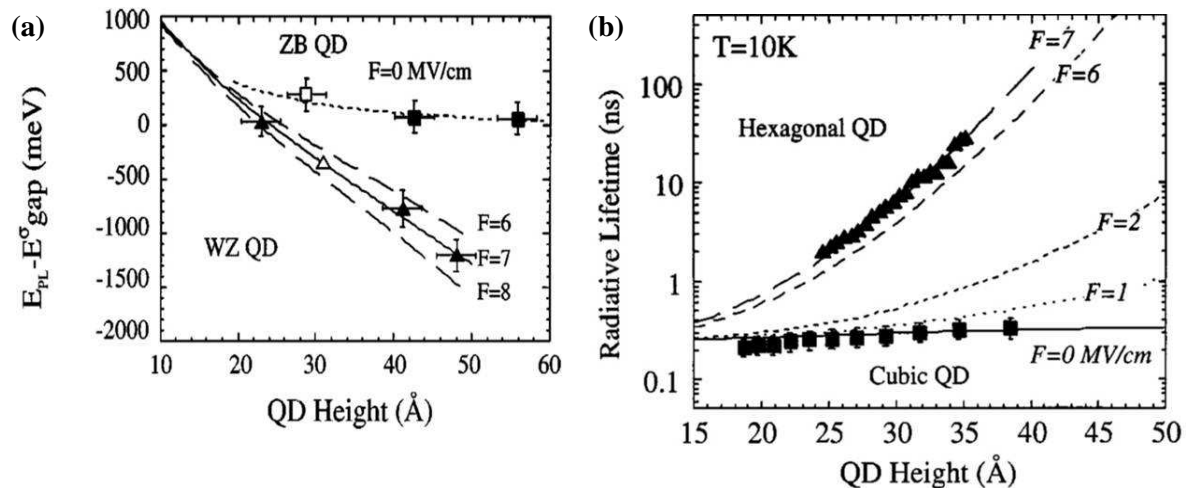 (a)
E_PL-E^σgap (meV)
1000
500
0
-500
-1000
-1500
-2000
ZB QD
F=0 MV/cm
WZ QD
F=6
F=7
F=8
10 20 30 40 50 60
QD Height (Å)
(b)
Radiative Lifetime (ns)
100
10
1
0.1
T=10K
F=7
F=6
Hexagonal QD
F=2
F=1
F=0 MV/cm
Cubic QD
15 20 25 30 35 40 45 50
QD Height (Å)